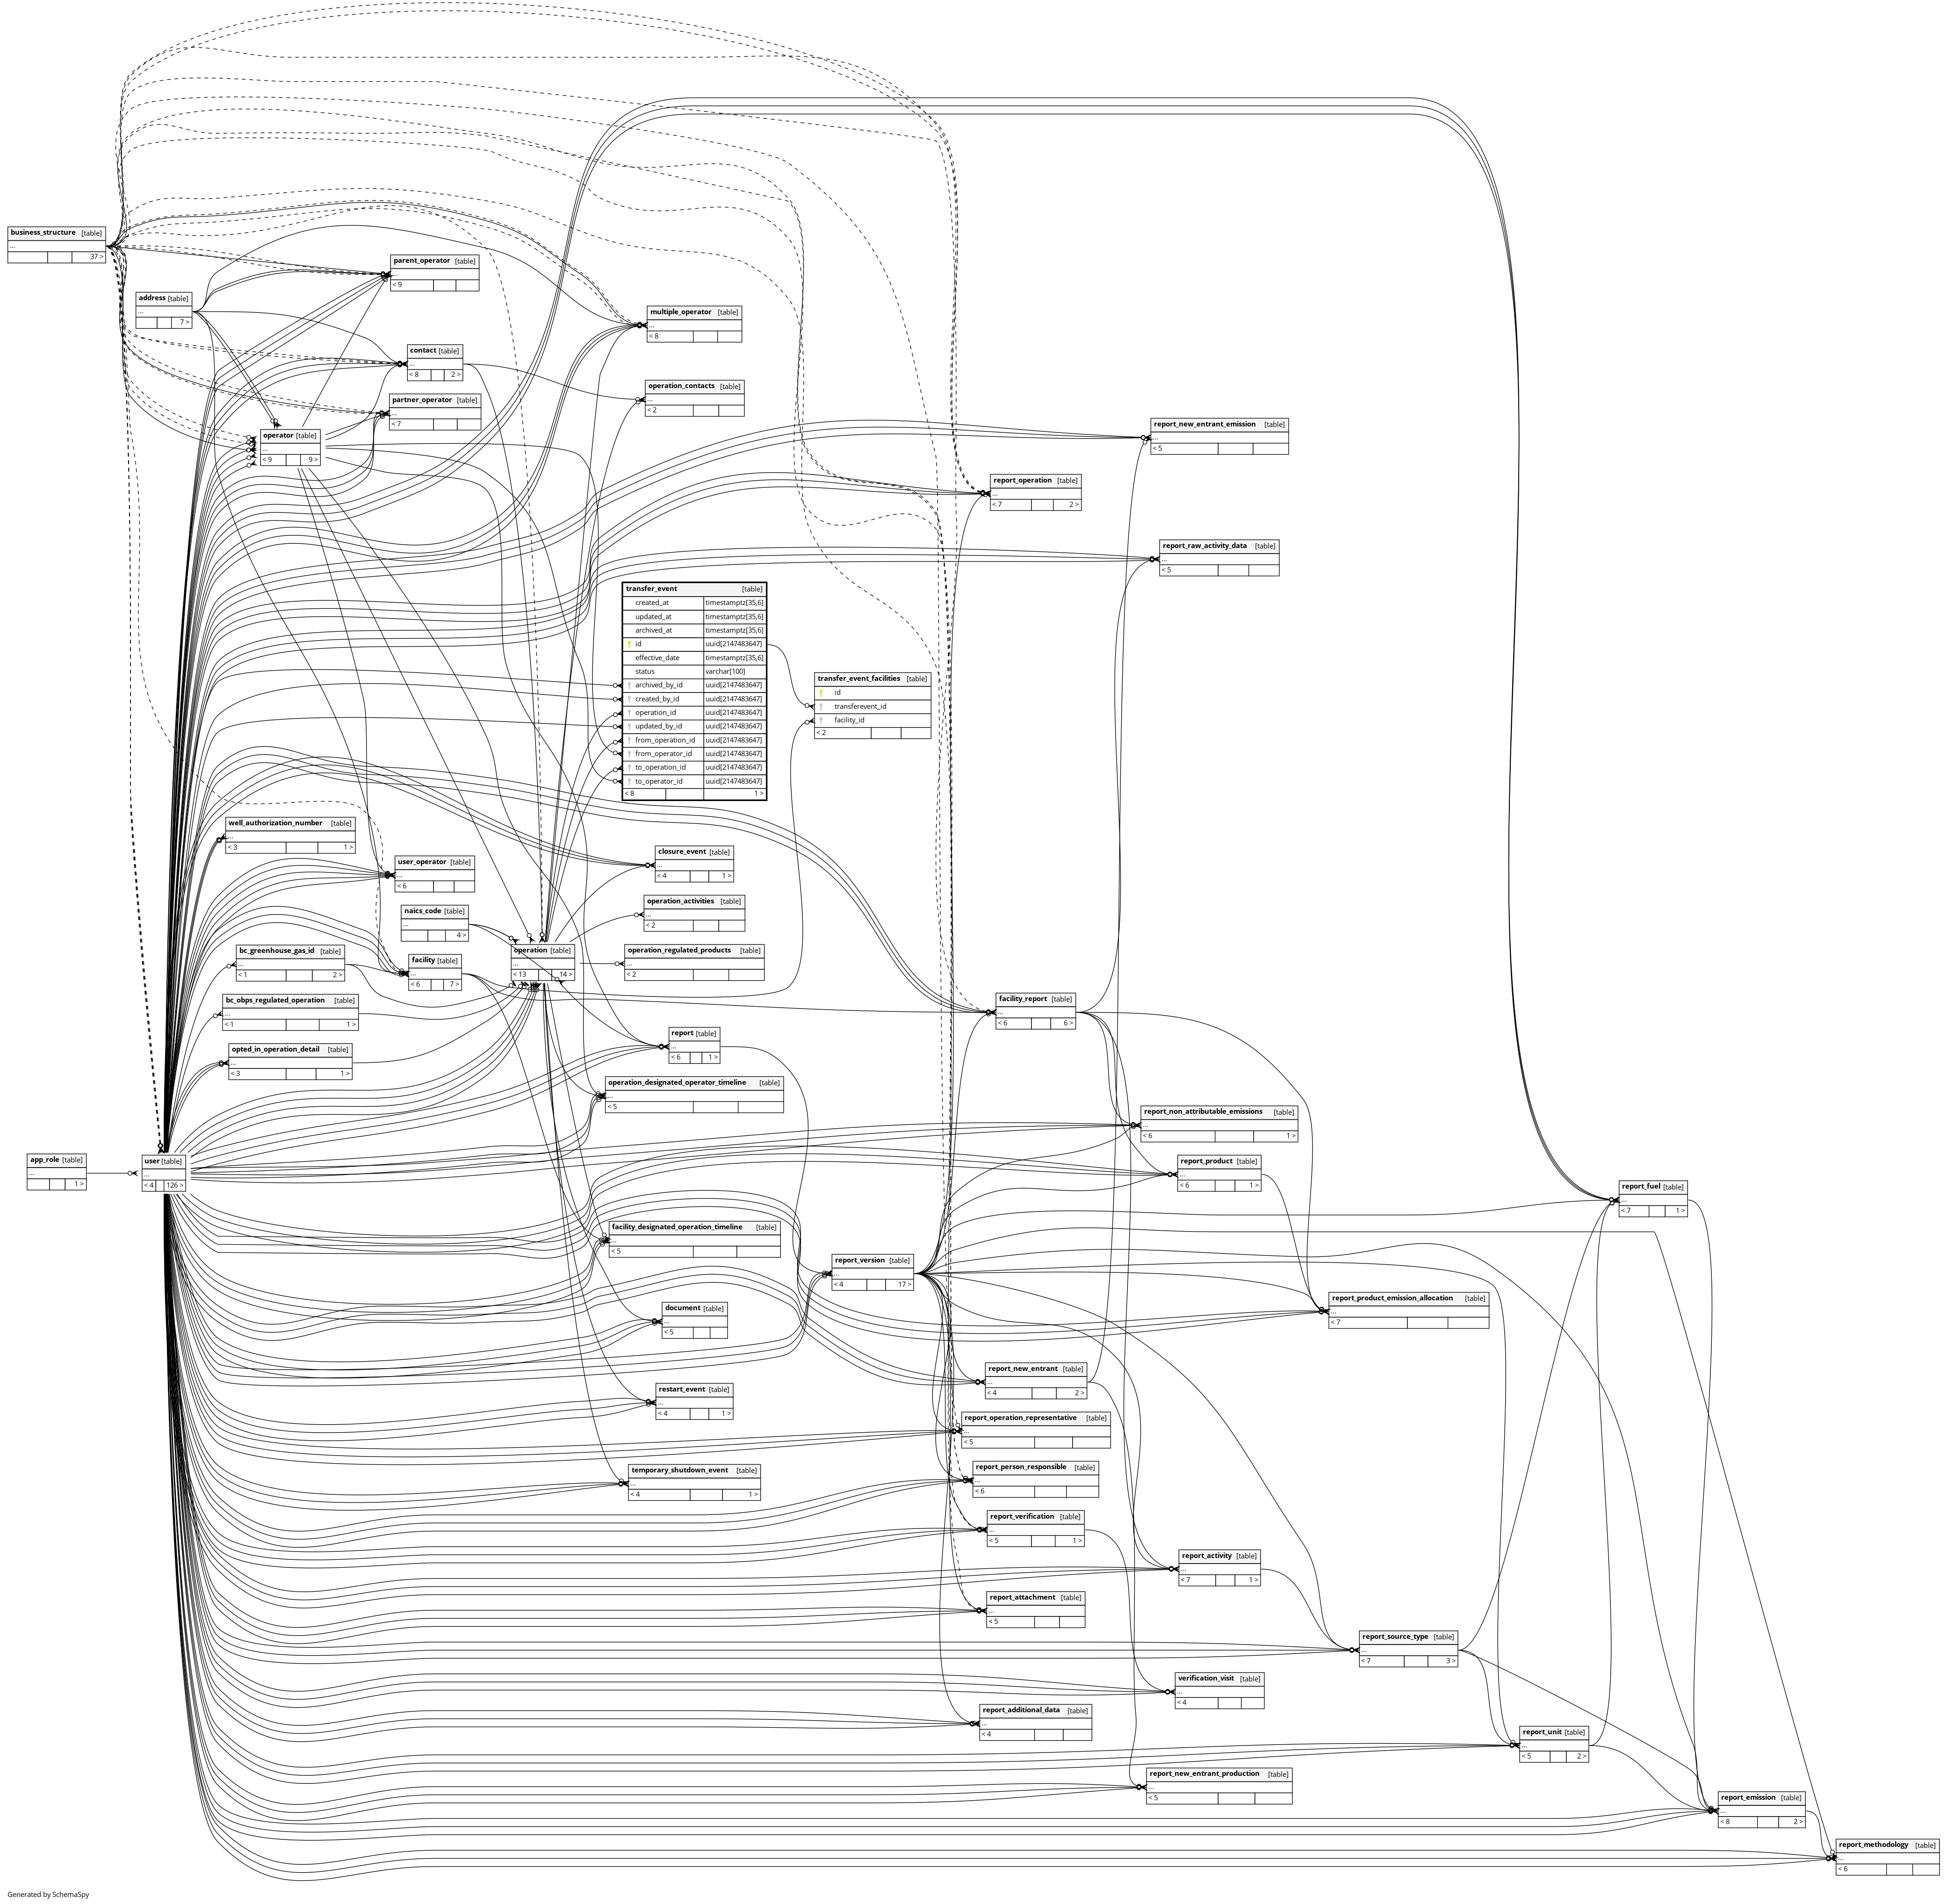 business_structure [table]
...
37 >
parent_operator [table]
...
< 9
address [table]
...
7 >
multiple_operator [table]
...
< 8
contact [table]
...
< 8 2 >
operation_contacts [table]
...
< 2
partner_operator [table]
...
< 7
operator [table]
...
< 9 9 >
report_new_entrant_emission [table]
...
< 5
report_operation [table]
...
< 7 2 >
report_raw_activity_data [table]
...
< 5
transfer_event [table]
created_at timestamptz[35,6]
updated_at timestamptz[35,6]
archived_at timestamptz[35,6]
id uuid[2147483647]
effective_date timestamptz[35,6]
status varchar[100]
archived_by_id uuid[2147483647]
created_by_id uuid[2147483647]
operation_id uuid[2147483647]
updated_by_id uuid[2147483647]
from_operation_id uuid[2147483647]
from_operator_id uuid[2147483647]
to_operation_id uuid[2147483647]
to_operator_id uuid[2147483647]
< 8 1 >
transfer_event_facilities [table]
id
transferevent_id
facility_id
< 2
well_authorization_number [table]
...
< 3 1 >
user_operator [table]
...
< 6
closure_event [table]
...
< 4 1 >
operation_activities [table]
...
< 2
naics_code [table]
...
4 >
operation [table]
...
< 13 14 >
operation_regulated_products [table]
...
< 2
bc_greenhouse_gas_id [table]
...
< 1 2 >
facility [table]
...
< 6 7 >
bc_obps_regulated_operation [table]
...
< 1 1 >
facility_report [table]
...
< 6 6 >
report [table]
...
< 6 1 >
opted_in_operation_detail [table]
...
< 3 1 >
operation_designated_operator_timeline [table]
...
< 5
report_non_attributable_emissions [table]
...
< 6 1 >
app_role [table]
...
1 >
user [table]
...
< 4 126 >
report_product [table]
...
< 6 1 >
report_fuel [table]
...
< 7 1 >
facility_designated_operation_timeline [table]
...
< 5
report_version [table]
...
< 4 17 >
report_product_emission_allocation [table]
...
< 7
document [table]
...
< 5
report_new_entrant [table]
...
< 4 2 >
restart_event [table]
...
< 4 1 >
report_operation_representative [table]
...
< 5
temporary_shutdown_event [table]
...
< 4 1 >
report_person_responsible [table]
...
< 6
report_verification [table]
...
< 5 1 >
report_activity [table]
...
< 7 1 >
report_attachment [table]
...
< 5
report_source_type [table]
...
< 7 3 >
verification_visit [table]
...
< 4
report_additional_data [table]
...
< 4
report_unit [table]
...
< 5 2 >
report_new_entrant_production [table]
...
< 5
report_emission [table]
...
< 8 2 >
report_methodology [table]
...
< 6
Generated by SchemaSpy